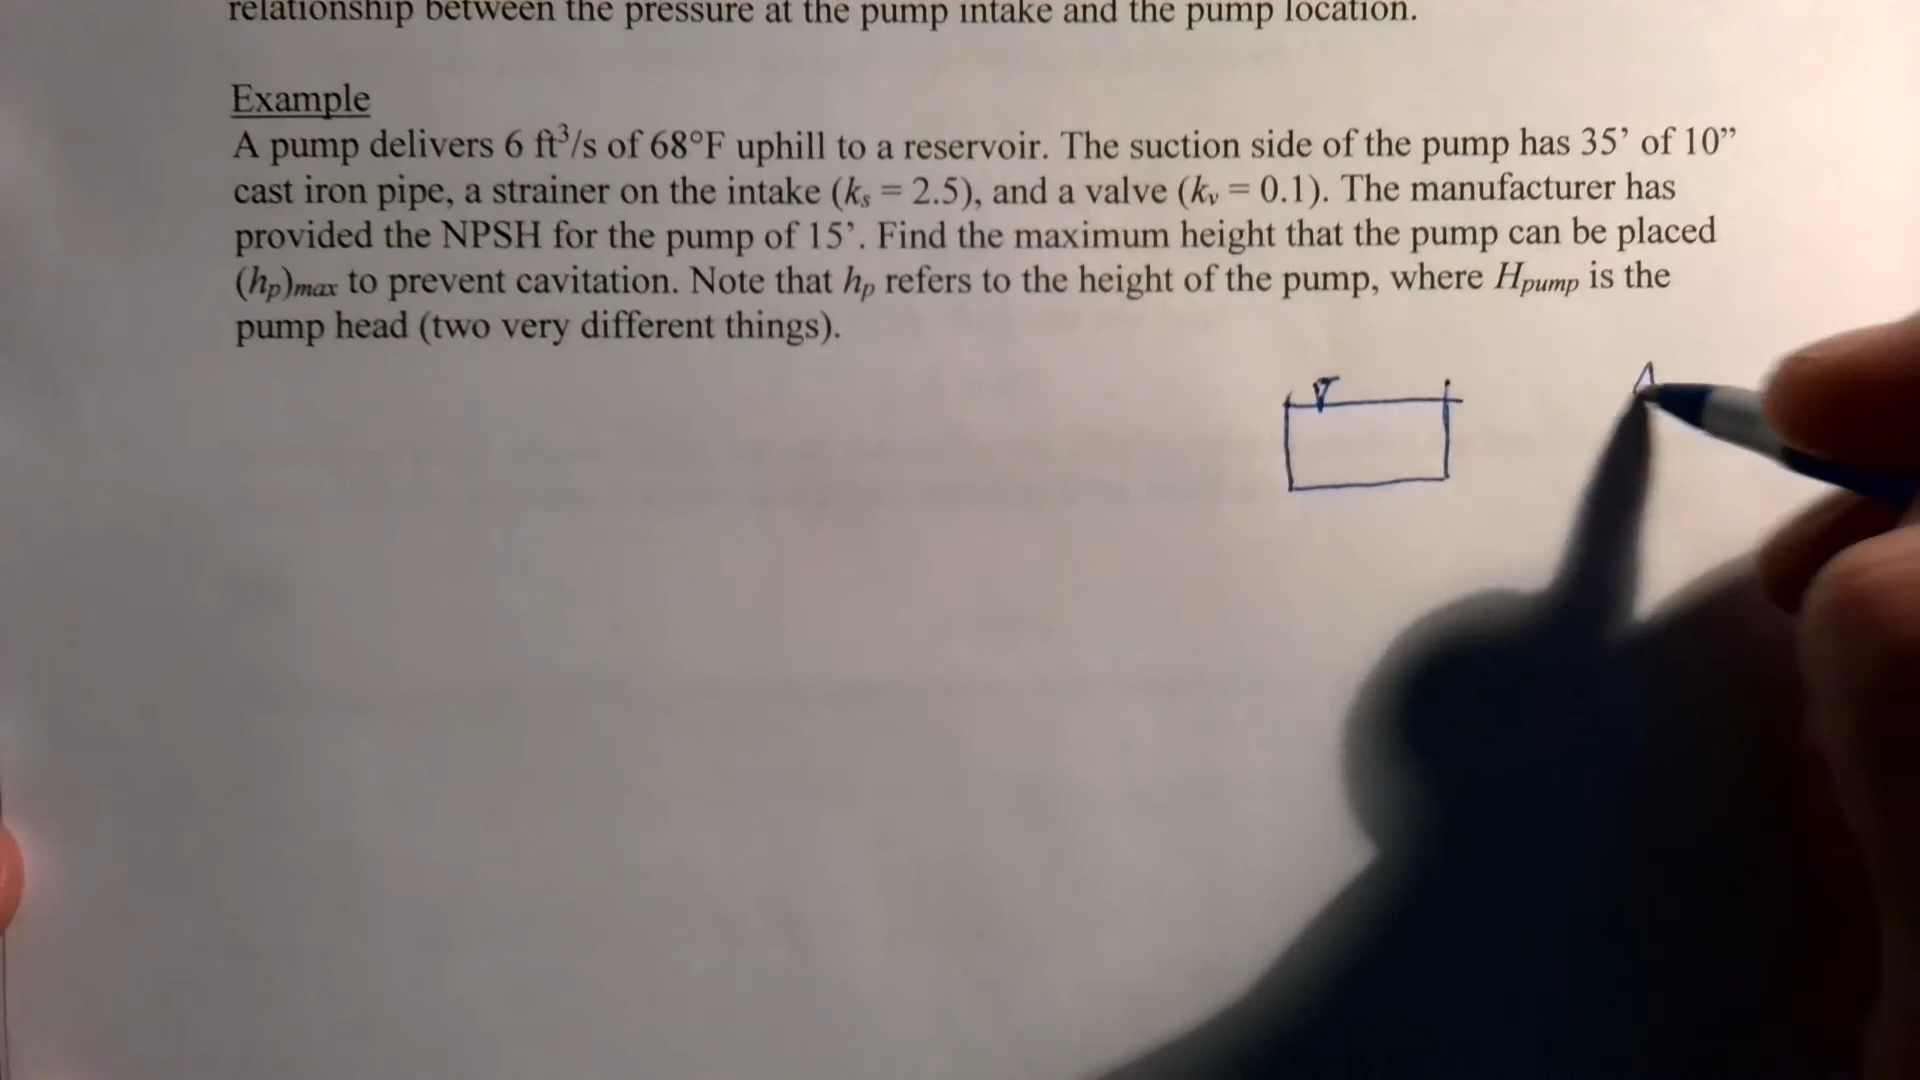 relationship between the pressure at the pump intake and the pump location.
Example
A pump delivers 6 ft³/s of 68°F uphill to a reservoir. The suction side of the pump has 35’ of 10”
cast iron pipe, a strainer on the intake (kₛ = 2.5), and a valve (kᵥ = 0.1). The manufacturer has
provided the NPSH for the pump of 15’. Find the maximum height that the pump can be placed
(hₚ)ₘₐₓ to prevent cavitation. Note that hₚ refers to the height of the pump, where Hₚᵤₘₚ is the
pump head (two very different things).